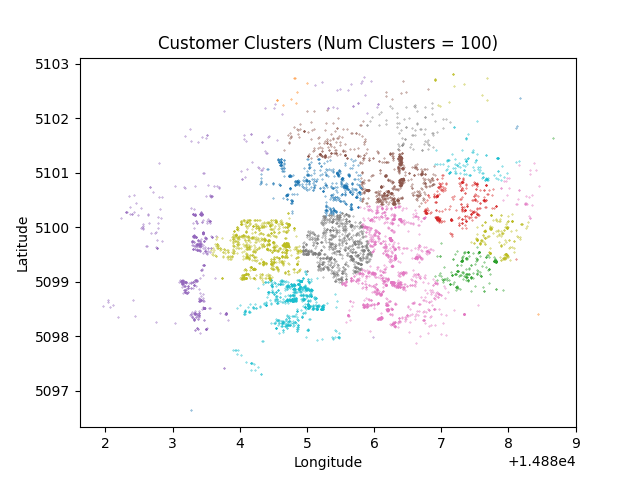 Customer Clusters (Num Clusters = 100)
5103
5102
5101
5100
5099
5098
5097
Latitude
2 3 4 5 6 7 8 9
Longitude
+1.488e4